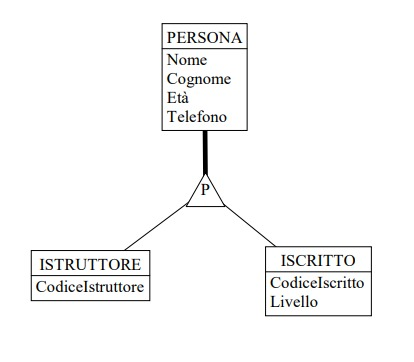 PERSONA
Nome
Cognome
Età
Telefono
P
ISTRUTTORE
CodiceIstruttore
ISCRITTO
CodiceIscritto
Livello